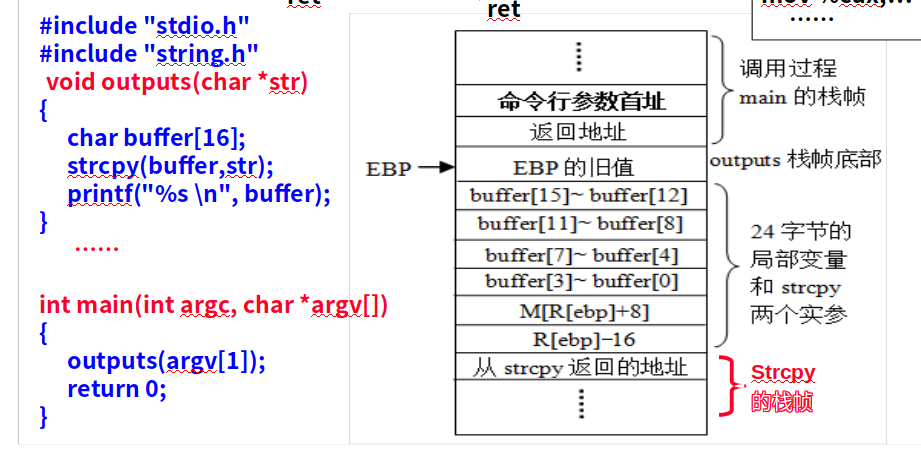 ret
ret
mov %eax,...
......
#include "stdio.h"
#include "string.h"
void outputs(char *str)
{
char buffer[16];
strcpy(buffer,str);
printf("%s \n", buffer);
}
......
int main(int argc, char *argv[])
{
outputs(argv[1]);
return 0;
}
命令行参数首址
返回地址
EBP
EBP 的旧值
buffer[15]~ buffer[12]
buffer[11]~ buffer[8]
buffer[7]~ buffer[4]
buffer[3]~ buffer[0]
M[R[ebp]+8]
R[ebp]−16
从 strcpy 返回的地址
调用过程
main 的栈帧
outputs 栈帧底部
24 字节的
局部变量
和 strcpy
两个实参
Strcpy
的栈帧